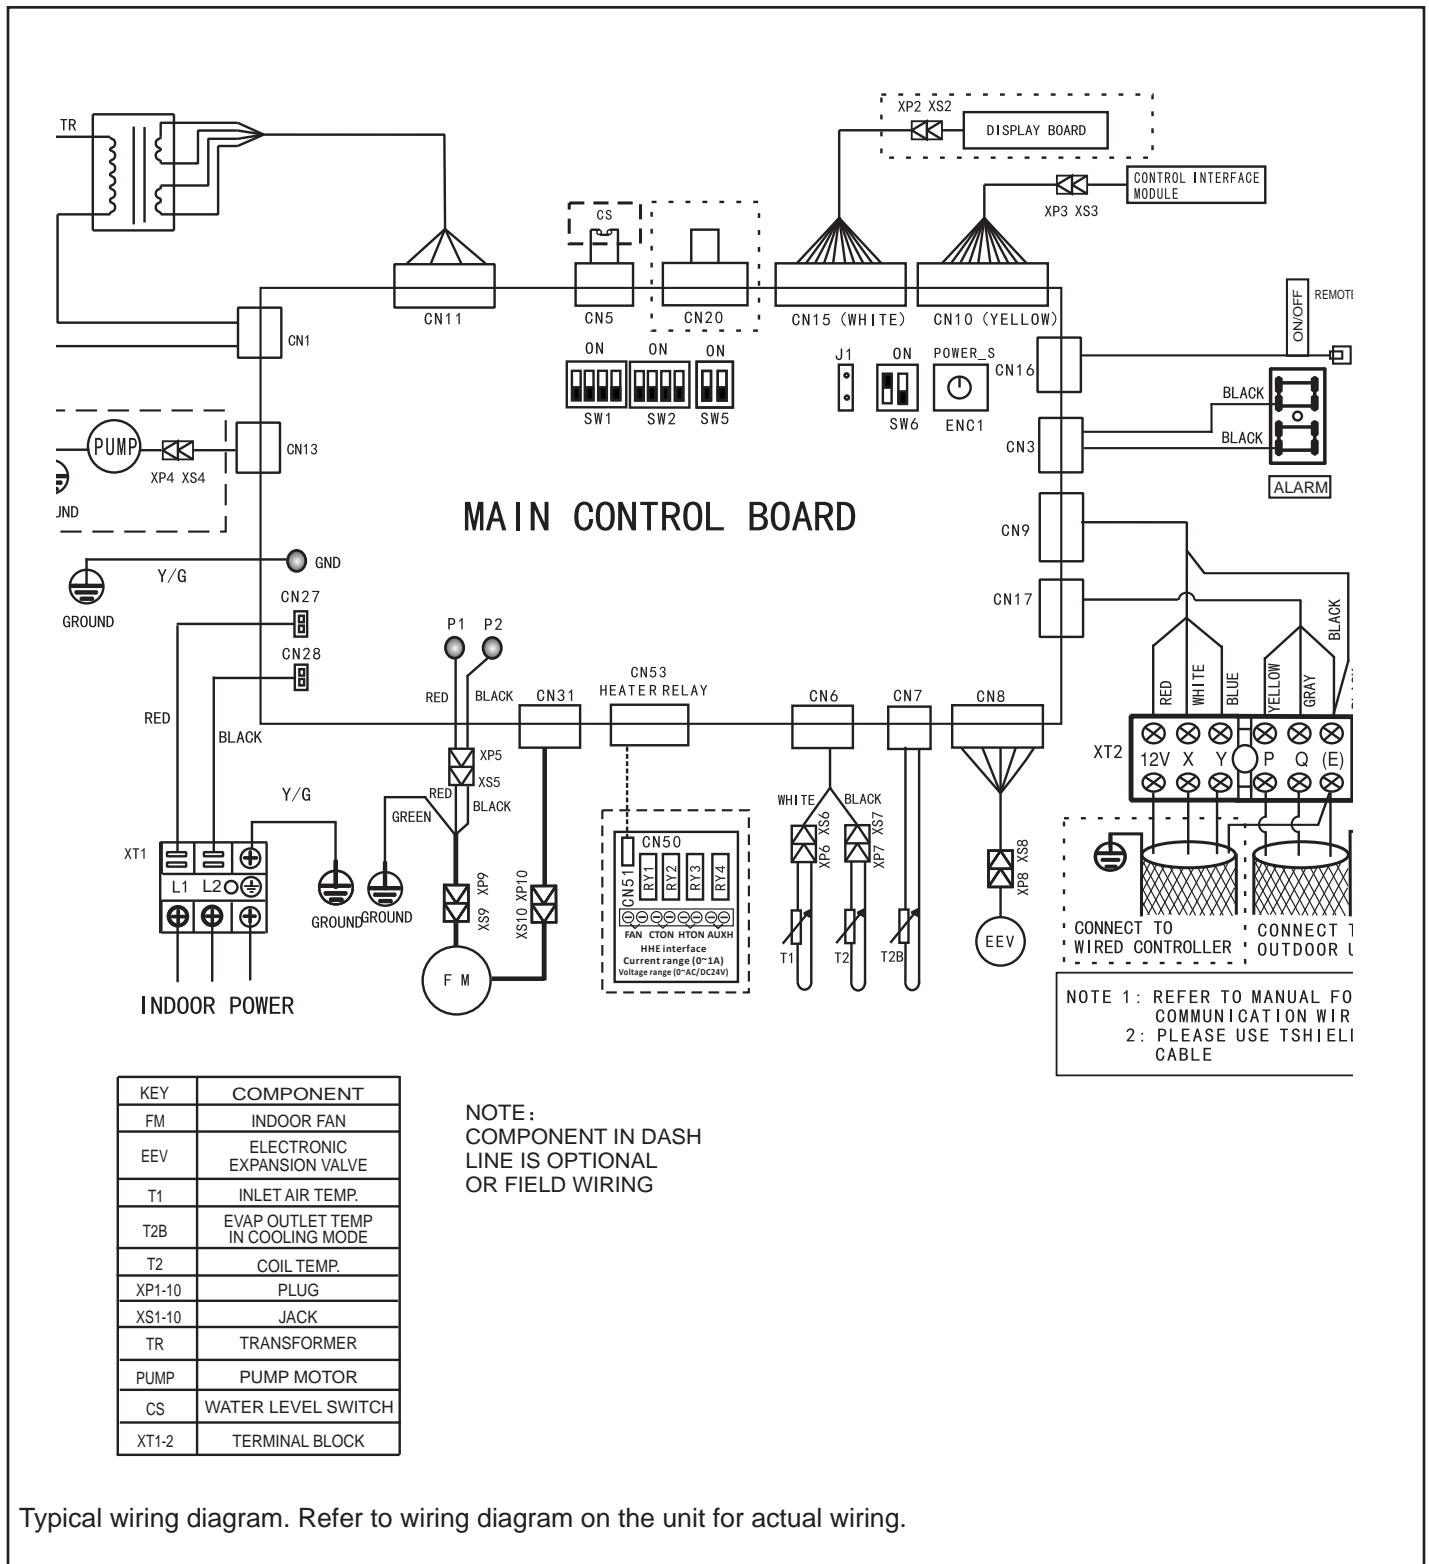 TR
XP2 XS2
DISPLAY BOARD
CONTROL INTERFACE
MODULE
XP3 XS3
CS
CN11
CN5
CN20
CN15 (WHITE)
CN10 (YELLOW)
ON/OFF
REMOTE
CN1
ON
ON
ON
J1
ON
POWER_S
CN16
SW1
SW2
SW5
SW6
ENC1
BLACK
BLACK
CN3
ALARM
PUMP
XP4 XS4
CN13
MAIN CONTROL BOARD
CN9
GND
Y/G
GROUND
CN27
CN17
CN28
P1
P2
RED
BLACK
CN31
CN53
HEATER RELAY
CN6
CN7
CN8
RED
BLACK
RED
WHITE
BLUE
YELLOW
GRAY
BLACK
XT2
12V
X
Y
P
Q
(E)
XP5
XS5
RED
BLACK
GREEN
Y/G
GROUND
GROUND
XT1
L1
L2
INDOOR POWER
XS9 XP9
XS10 XP10
F M
CN50
CN51
RY1
RY2
RY3
RY4
FAN CTON HTON AUXH
HHE interface
Current range (0~1A)
Voltage range (0~AC/DC24V)
WHITE
BLACK
XP6 XS6
XP7 XS7
T1
T2
T2B
XP8 XS8
EEV
CONNECT TO
WIRED CONTROLLER
CONNECT
OUTDOOR
NOTE 1: REFER TO MANUAL FO
COMMUNICATION WIR
2: PLEASE USE TSHIEL
CABLE
KEY COMPONENT
FM INDOOR FAN
EEV ELECTRONIC
EXPANSION VALVE
T1 INLET AIR TEMP.
T2B EVAP OUTLET TEMP
IN COOLING MODE
T2 COIL TEMP.
XP1-10 PLUG
XS1-10 JACK
TR TRANSFORMER
PUMP PUMP MOTOR
CS WATER LEVEL SWITCH
XT1-2 TERMINAL BLOCK
NOTE:
COMPONENT IN DASH
LINE IS OPTIONAL
OR FIELD WIRING
Typical wiring diagram. Refer to wiring diagram on the unit for actual wiring.